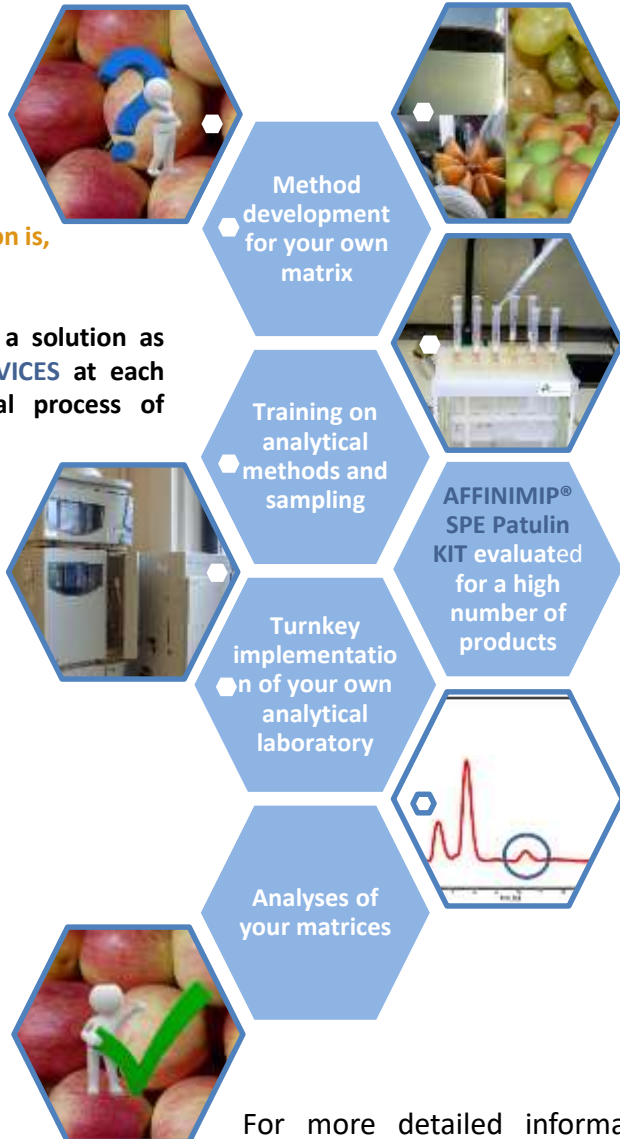 Method
development
for your own
matrix
on is,
a solution as
VICES at each
al process of
Training on
analytical
methods and
sampling
AFFINIMIP®
SPE Patulin
KIT evaluated
for a high
number of
products
Turnkey
implementatio
n of your own
analytical
laboratory
Analyses of
your matrices
For more detailed informa